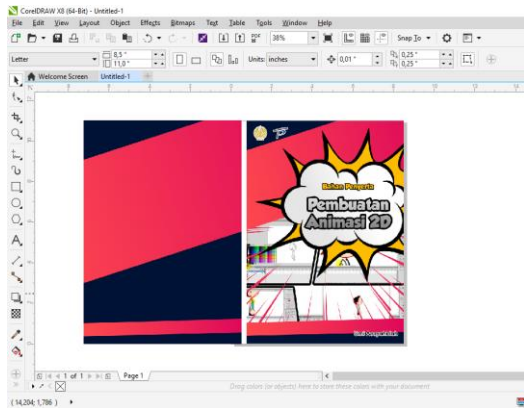 CorelDRAW X8 (64-Bit) - Untitled-1
File Edit View Layout Object Effects Bitmaps Text Table Tools Window Help
PDF 38% Snap To
Letter 8,5 " 11,0 " Units: inches 0,01 " 0,25 " 0,25 "
Welcome Screen Untitled-1
Bahan Penyerta
Pembuatan
Animasi 2D
1 of 1 Page 1
Drag colors (or objects) here to store these colors with your document
( 14,204; 1,786 )